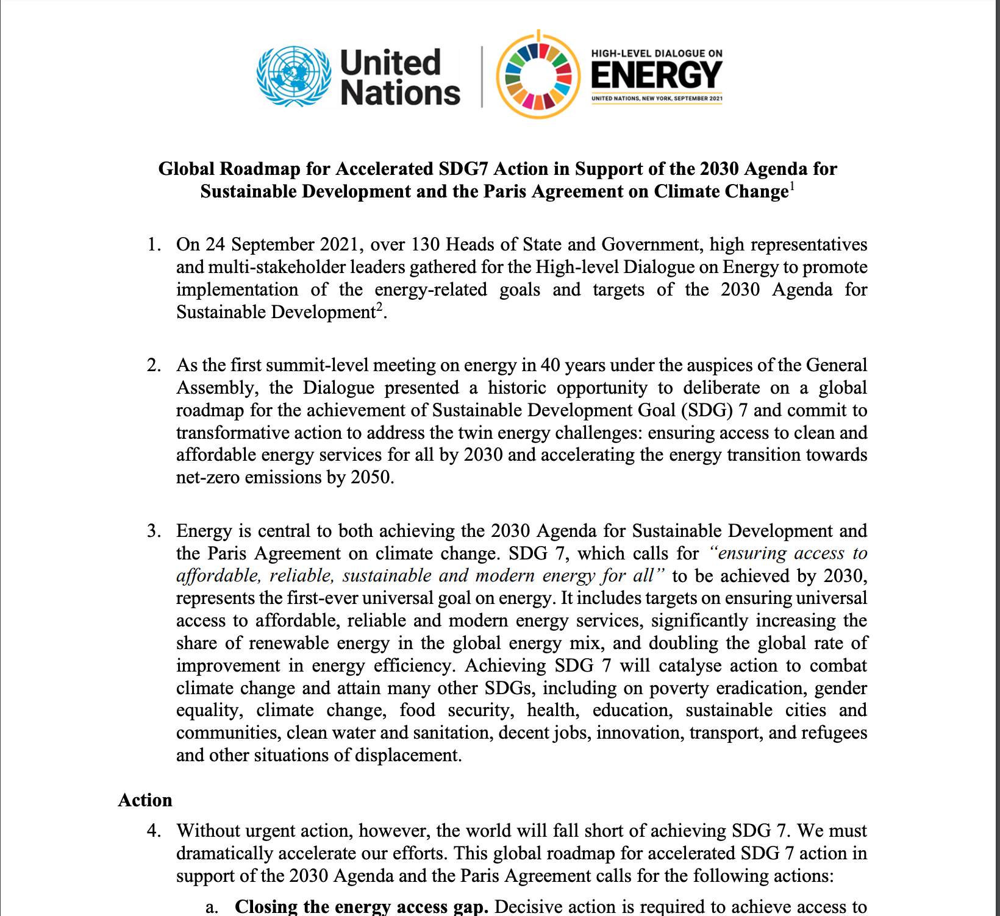 United
Nations
HIGH-LEVEL DIALOGUE ON
ENERGY
UNITED NATIONS, NEW YORK, SEPTEMBER 2021
Global Roadmap for Accelerated SDG7 Action in Support of the 2030 Agenda for
Sustainable Development and the Paris Agreement on Climate Change¹
1. On 24 September 2021, over 130 Heads of State and Government, high representatives
and multi-stakeholder leaders gathered for the High-level Dialogue on Energy to promote
implementation of the energy-related goals and targets of the 2030 Agenda for
Sustainable Development².
2. As the first summit-level meeting on energy in 40 years under the auspices of the General
Assembly, the Dialogue presented a historic opportunity to deliberate on a global
roadmap for the achievement of Sustainable Development Goal (SDG) 7 and commit to
transformative action to address the twin energy challenges: ensuring access to clean and
affordable energy services for all by 2030 and accelerating the energy transition towards
net-zero emissions by 2050.
3. Energy is central to both achieving the 2030 Agenda for Sustainable Development and
the Paris Agreement on climate change. SDG 7, which calls for “ensuring access to
affordable, reliable, sustainable and modern energy for all” to be achieved by 2030,
represents the first-ever universal goal on energy. It includes targets on ensuring universal
access to affordable, reliable and modern energy services, significantly increasing the
share of renewable energy in the global energy mix, and doubling the global rate of
improvement in energy efficiency. Achieving SDG 7 will catalyse action to combat
climate change and attain many other SDGs, including on poverty eradication, gender
equality, climate change, food security, health, education, sustainable cities and
communities, clean water and sanitation, decent jobs, innovation, transport, and refugees
and other situations of displacement.
Action
4. Without urgent action, however, the world will fall short of achieving SDG 7. We must
dramatically accelerate our efforts. This global roadmap for accelerated SDG 7 action in
support of the 2030 Agenda and the Paris Agreement calls for the following actions:
a. Closing the energy access gap. Decisive action is required to achieve access to